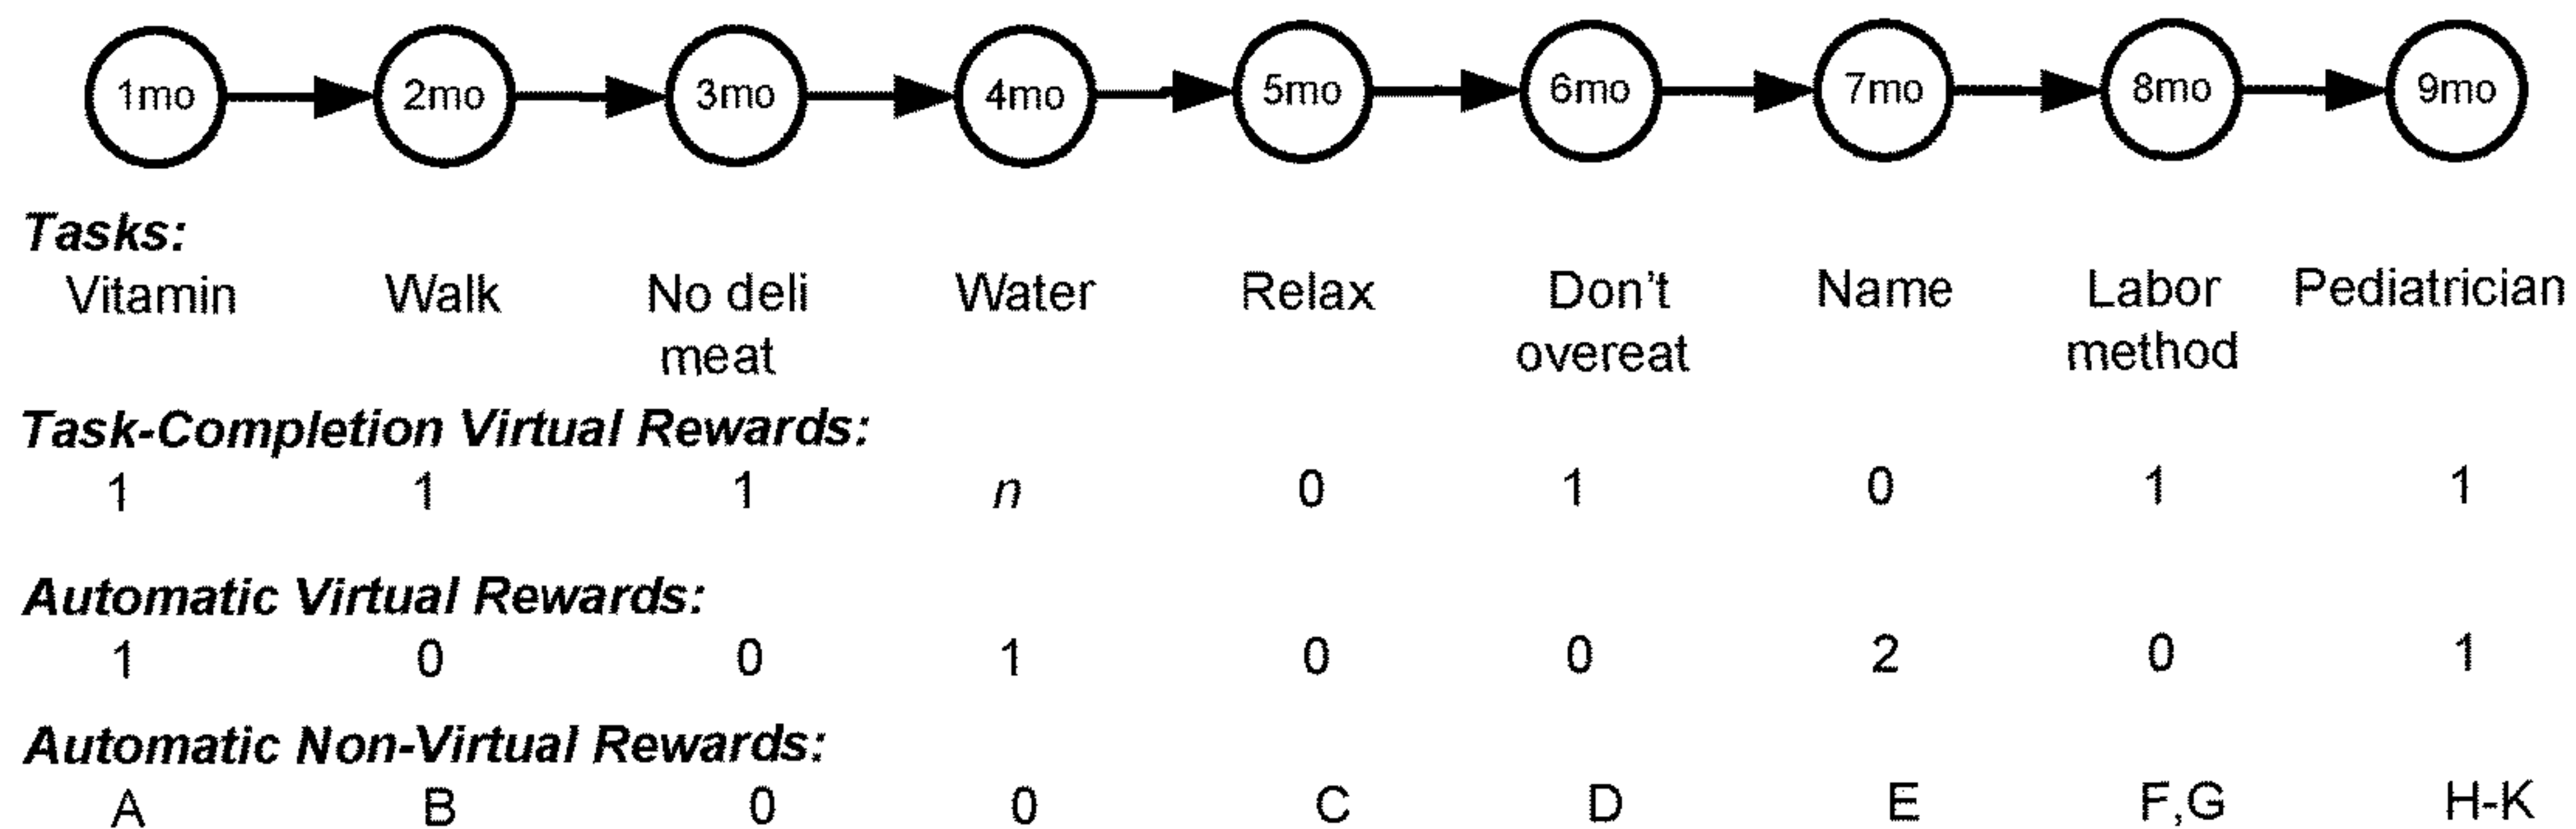 1mo 2mo 3mo 4mo 5mo 6mo 7mo 8mo 9mo
Tasks:
Vitamin Walk No deli Water Relax Don't Name Labor Pediatrician
meat overeat method
Task-Completion Virtual Rewards:
1 1 1 n 0 1 0 1 1
Automatic Virtual Rewards:
1 0 0 1 0 0 2 0 1
Automatic Non-Virtual Rewards:
A B 0 0 C D E F,G H-K